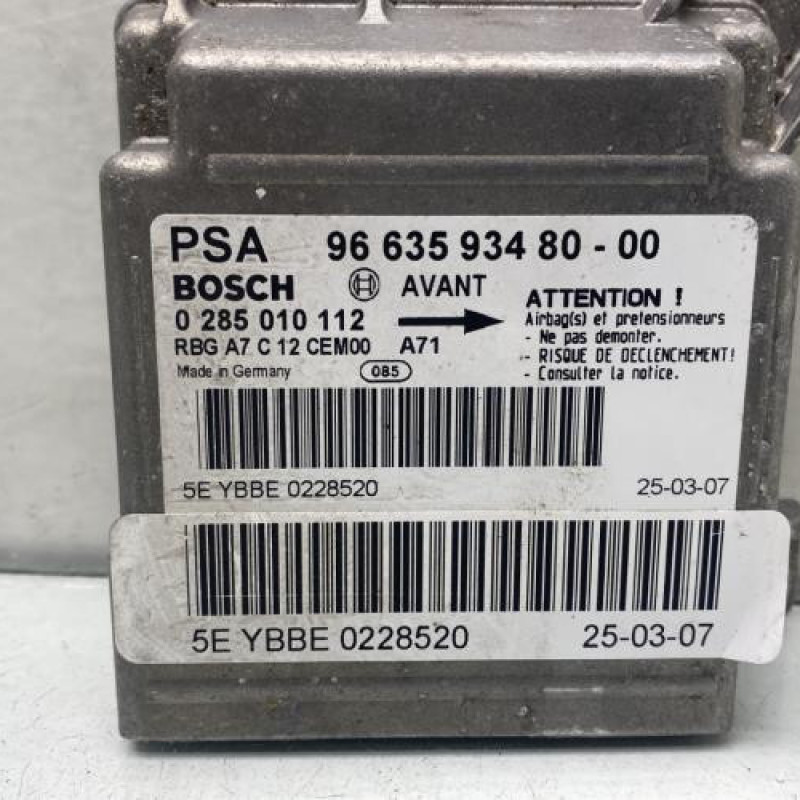 PSA 96 635 934 80 - 00
BOSCH AVANT
0 285 010 112
RBG A7 C 12 CEM00 A71
Made in Germany 085
ATTENTION !
Airbag(s) et pretensionneurs
- Ne pas demonter.
- RISQUE DE DECLENCHEMENT!
- Consulter la notice.
5E YBBE 0228520 25-03-07
5E YBBE 0228520 25-03-07